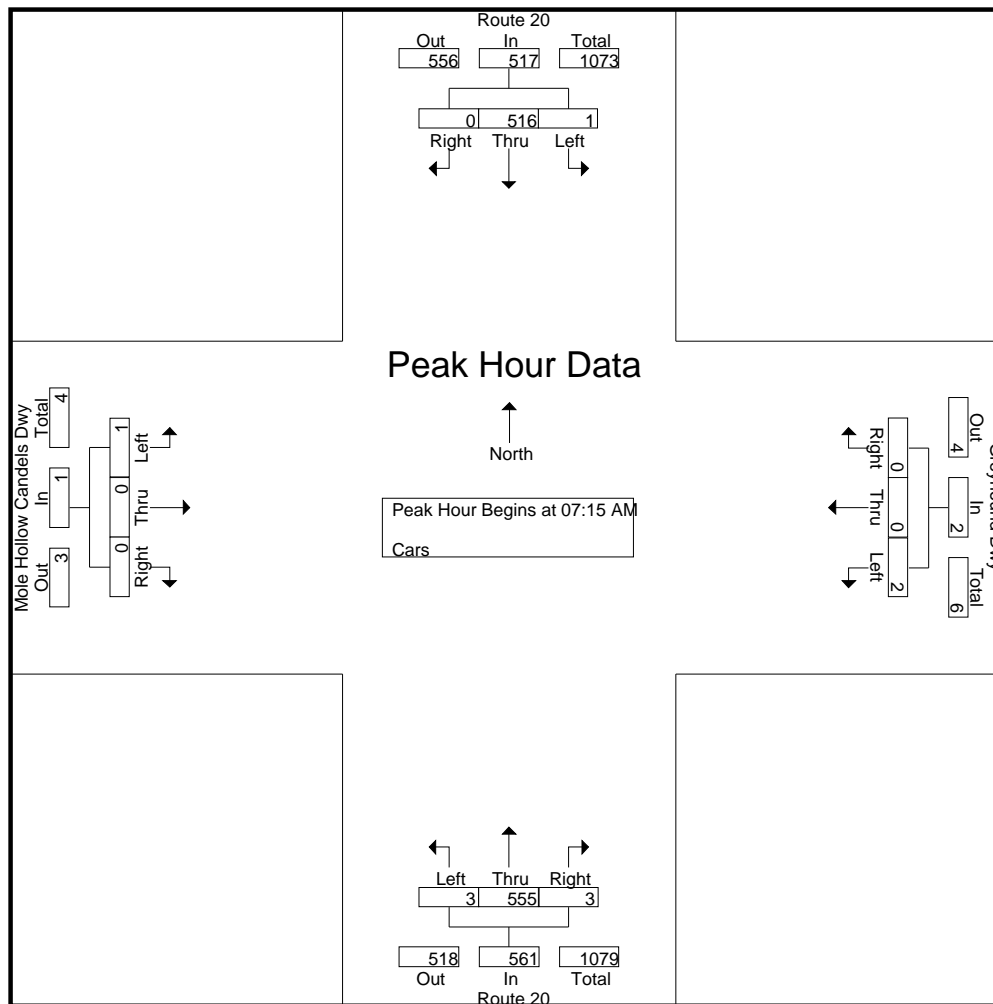 Route 20
Out In Total
556 517 1073
0 516 1
Right Thru Left
Peak Hour Data
North
Peak Hour Begins at 07:15 AM
Cars
Mole Hollow Candels Dwy
Total In Out
4 1 3
1 0 0
Left Thru Right
Right Thru Left
0 0 2
4 2 6
Out In Total
Dwy
Left Thru Right
3 555 3
518 561 1079
Out In Total
Route 20